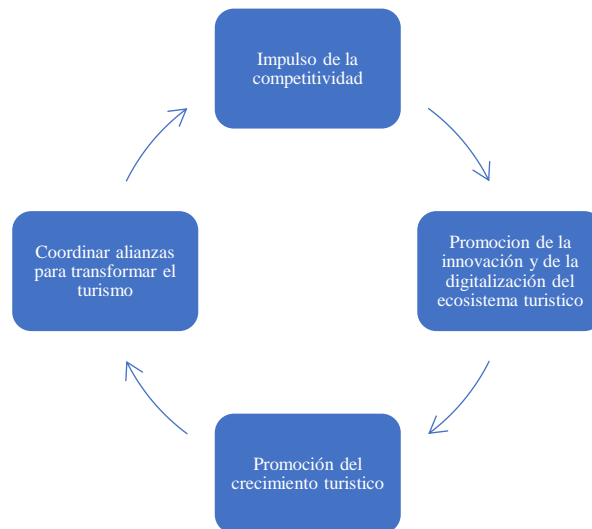 Impulso de la
competitividad
Promocion de la
innovación y de la
digitalización del
ecosistema turistico
Promoción del
crecimiento turistico
Coordinar alianzas
para transformar el
turismo